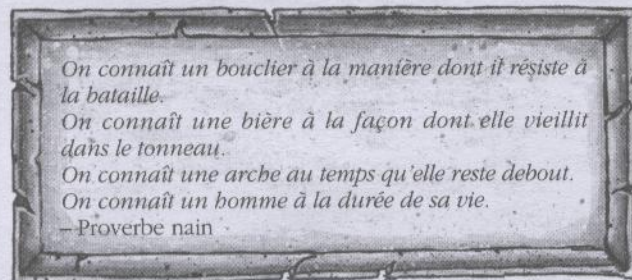 On connaît un bouclier à la manière dont il résiste à
la bataille.
On connaît une bière à la façon dont elle vieillit
dans le tonneau.
On connaît une arche au temps qu'elle reste debout.
On connaît un homme à la durée de sa vie.
– Proverbe nain